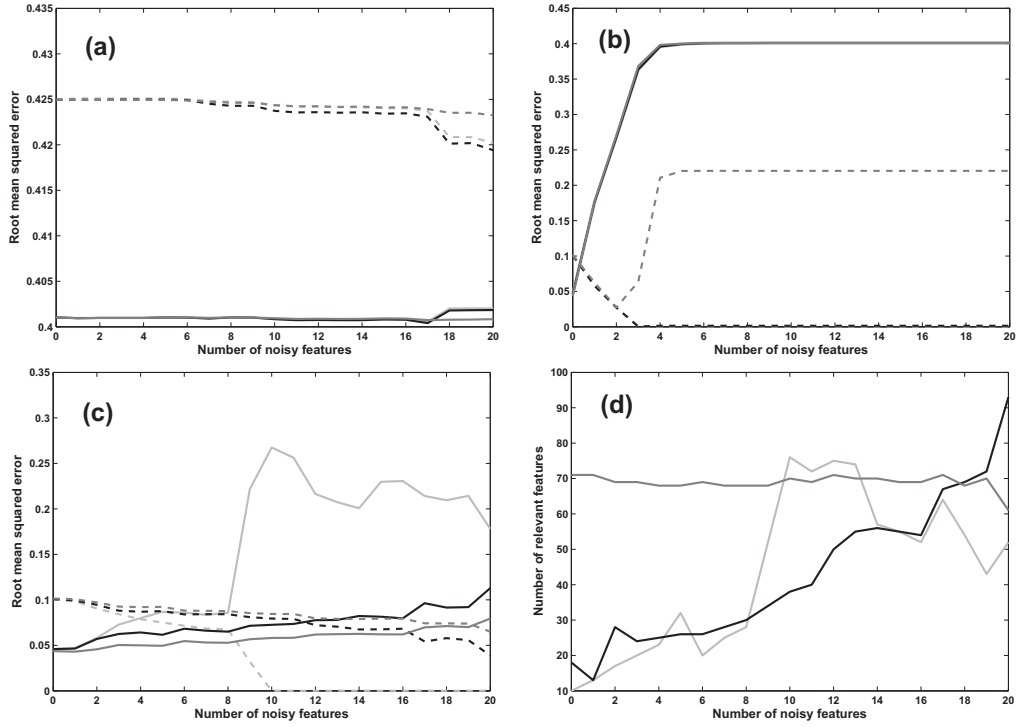 (a)
Root mean squared error
0.435
0.43
0.425
0.42
0.415
0.41
0.405
0.4
0 2 4 6 8 10 12 14 16 18 20
Number of noisy features
(b)
Root mean squared error
0.45
0.4
0.35
0.3
0.25
0.2
0.15
0.1
0.05
0
0 2 4 6 8 10 12 14 16 18 20
Number of noisy features
(c)
Root mean squared error
0.35
0.3
0.25
0.2
0.15
0.1
0.05
0
0 2 4 6 8 10 12 14 16 18 20
Number of noisy features
(d)
Number of relevant features
100
90
80
70
60
50
40
30
20
10
0 2 4 6 8 10 12 14 16 18 20
Number of noisy features